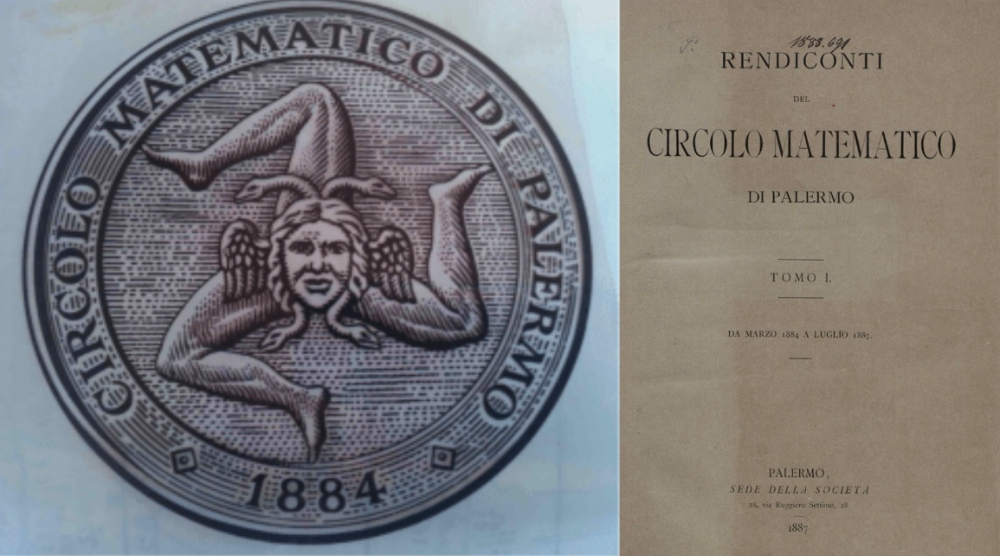 CIRCOLO MATEMATICO DI PALERMO
1884
1888.691
RENDICONTI
DEL
CIRCOLO MATEMATICO
DI PALERMO
TOMO I.
DA MARZO 1884 A LUGLIO 1887.
PALERMO,
SEDE DELLA SOCIETÀ
28, via Ruggiero Settimo, 28
1887